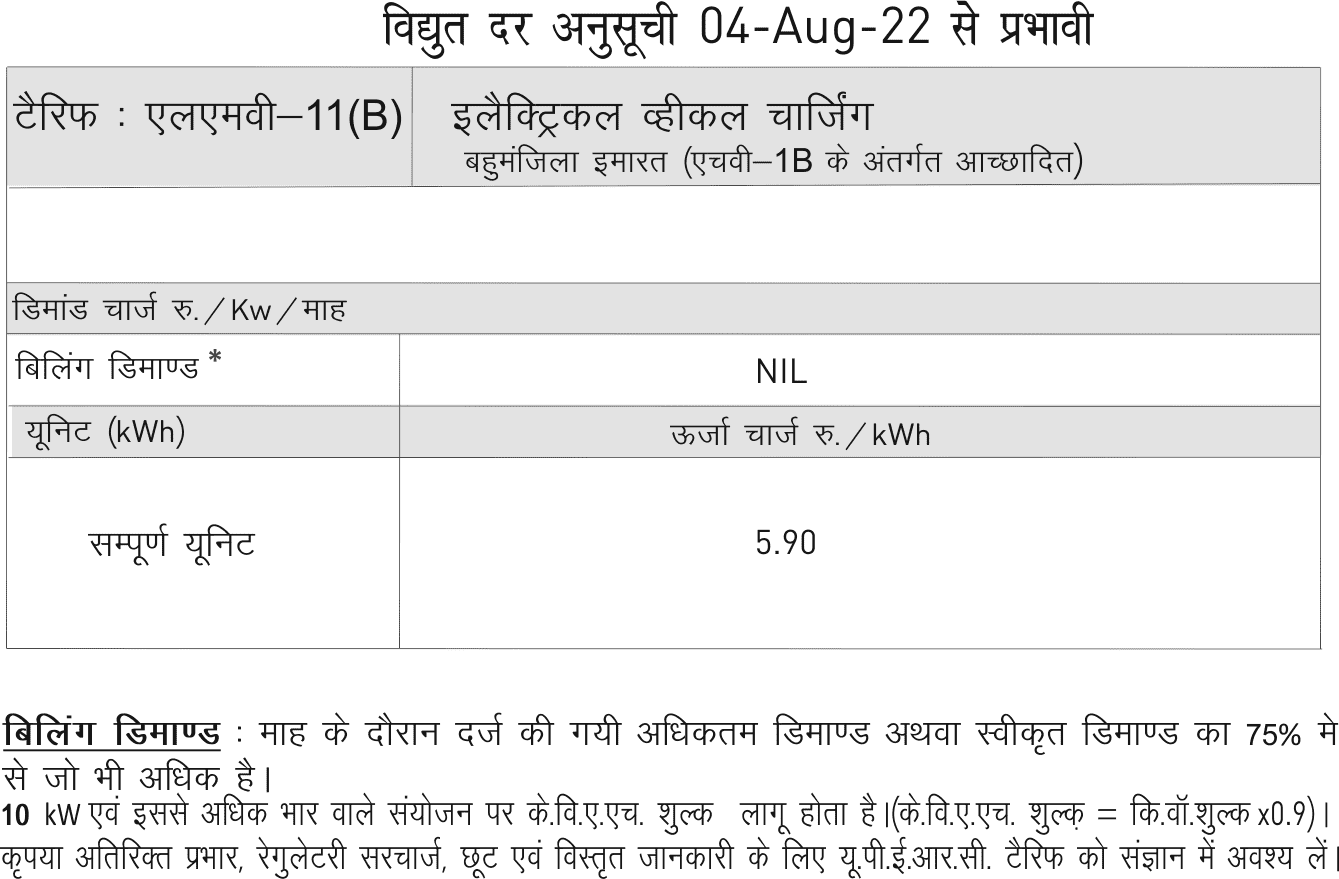 विद्युत दर अनुसूची 04-Aug-22 से प्रभावी
टैरिफ : एलएमवी–11(B)
इलैक्ट्रिकल व्हीकल चार्जिंग
बहुमंजिला इमारत (एचवी–1B के अंतर्गत आच्छादित)
डिमांड चार्ज रु. / Kw / माह
बिलिंग डिमाण्ड * NIL
यूनिट (kWh) ऊर्जा चार्ज रु. / kWh
सम्पूर्ण यूनिट 5.90
बिलिंग डिमाण्ड : माह के दौरान दर्ज की गयी अधिकतम डिमाण्ड अथवा स्वीकृत डिमाण्ड का 75% मे
से जो भी अधिक है।
10 kW एवं इससे अधिक भार वाले संयोजन पर के.वि.ए.एच. शुल्क लागू होता है।(के.वि.ए.एच. शुल्क़ = कि.वॉ.शुल्क x0.9)।
कृपया अतिरिक्त प्रभार, रेगुलेटरी सरचार्ज, छूट एवं विस्तृत जानकारी के लिए यू.पी.ई.आर.सी. टैरिफ को संज्ञान में अवश्य लें।